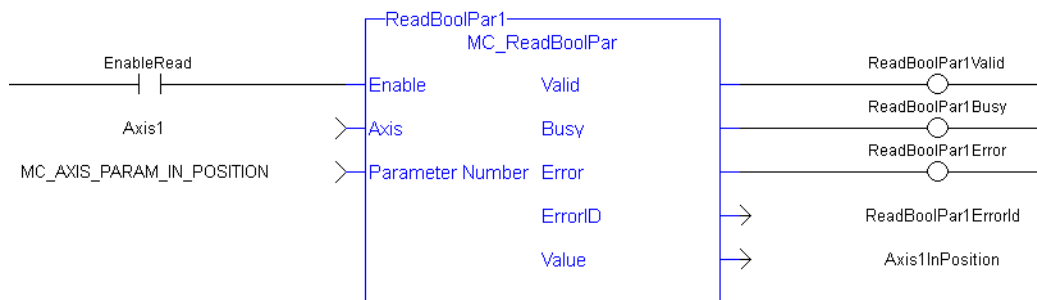 ReadBoolPar1
MC_ReadBoolPar
EnableRead
Enable Valid ReadBoolPar1Valid
Axis1 Axis Busy ReadBoolPar1Busy
MC_AXIS_PARAM_IN_POSITION Parameter Number Error ReadBoolPar1Error
ErrorID ReadBoolPar1ErrorId
Value Axis1InPosition